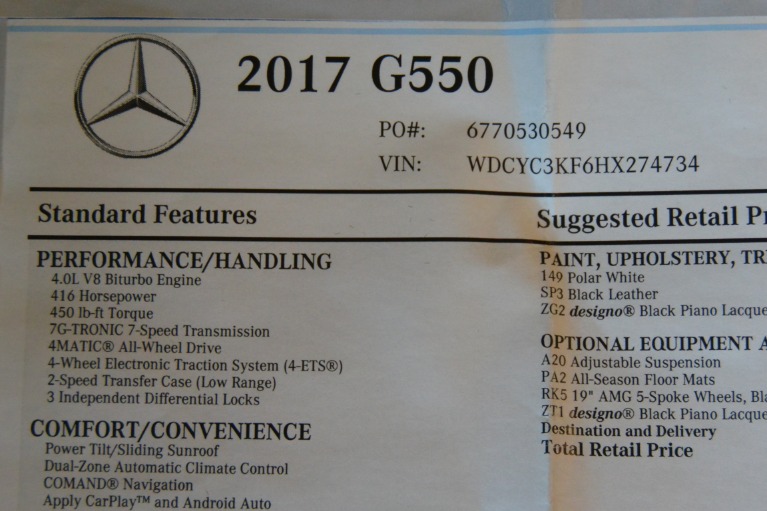 2017 G550
PO#: 6770530549
VIN: WDCYC3KF6HX274734
Standard Features
PERFORMANCE/HANDLING
4.0L V8 Biturbo Engine
416 Horsepower
450 lb-ft Torque
7G-TRONIC 7-Speed Transmission
4MATIC® All-Wheel Drive
4-Wheel Electronic Traction System (4-ETS®)
2-Speed Transfer Case (Low Range)
3 Independent Differential Locks
COMFORT/CONVENIENCE
Power Tilt/Sliding Sunroof
Dual-Zone Automatic Climate Control
COMAND® Navigation
Apply CarPlay™ and Android Auto
Suggested Retail Pr
PAINT, UPHOLSTERY, TR
149 Polar White
SP3 Black Leather
ZG2 designo® Black Piano Lacque
OPTIONAL EQUIPMENT A
A20 Adjustable Suspension
PA2 All-Season Floor Mats
RK5 19" AMG 5-Spoke Wheels, Bla
ZT1 designo® Black Piano Lacque
Destination and Delivery
Total Retail Price